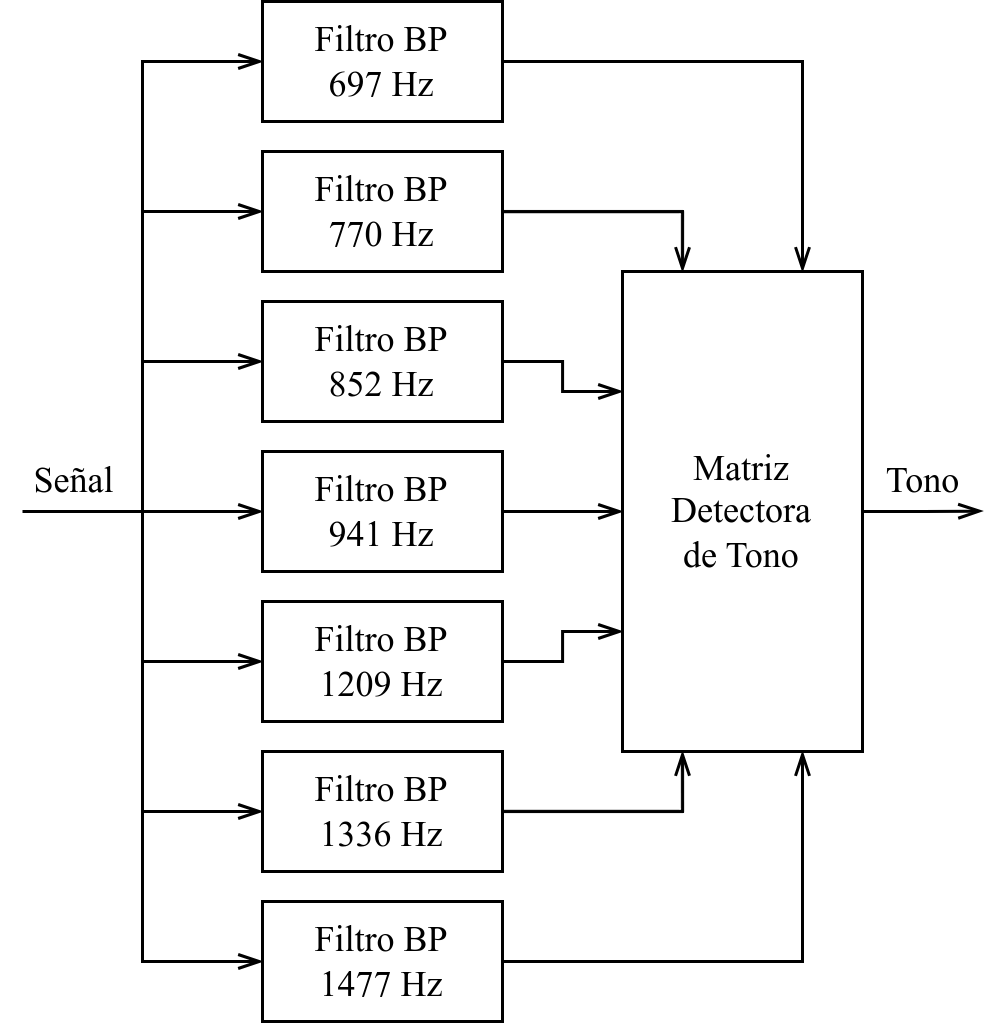 Filtro BP
697 Hz
Filtro BP
770 Hz
Filtro BP
852 Hz
Señal
Filtro BP
941 Hz
Matriz
Detectora
de Tono
Tono
Filtro BP
1209 Hz
Filtro BP
1336 Hz
Filtro BP
1477 Hz